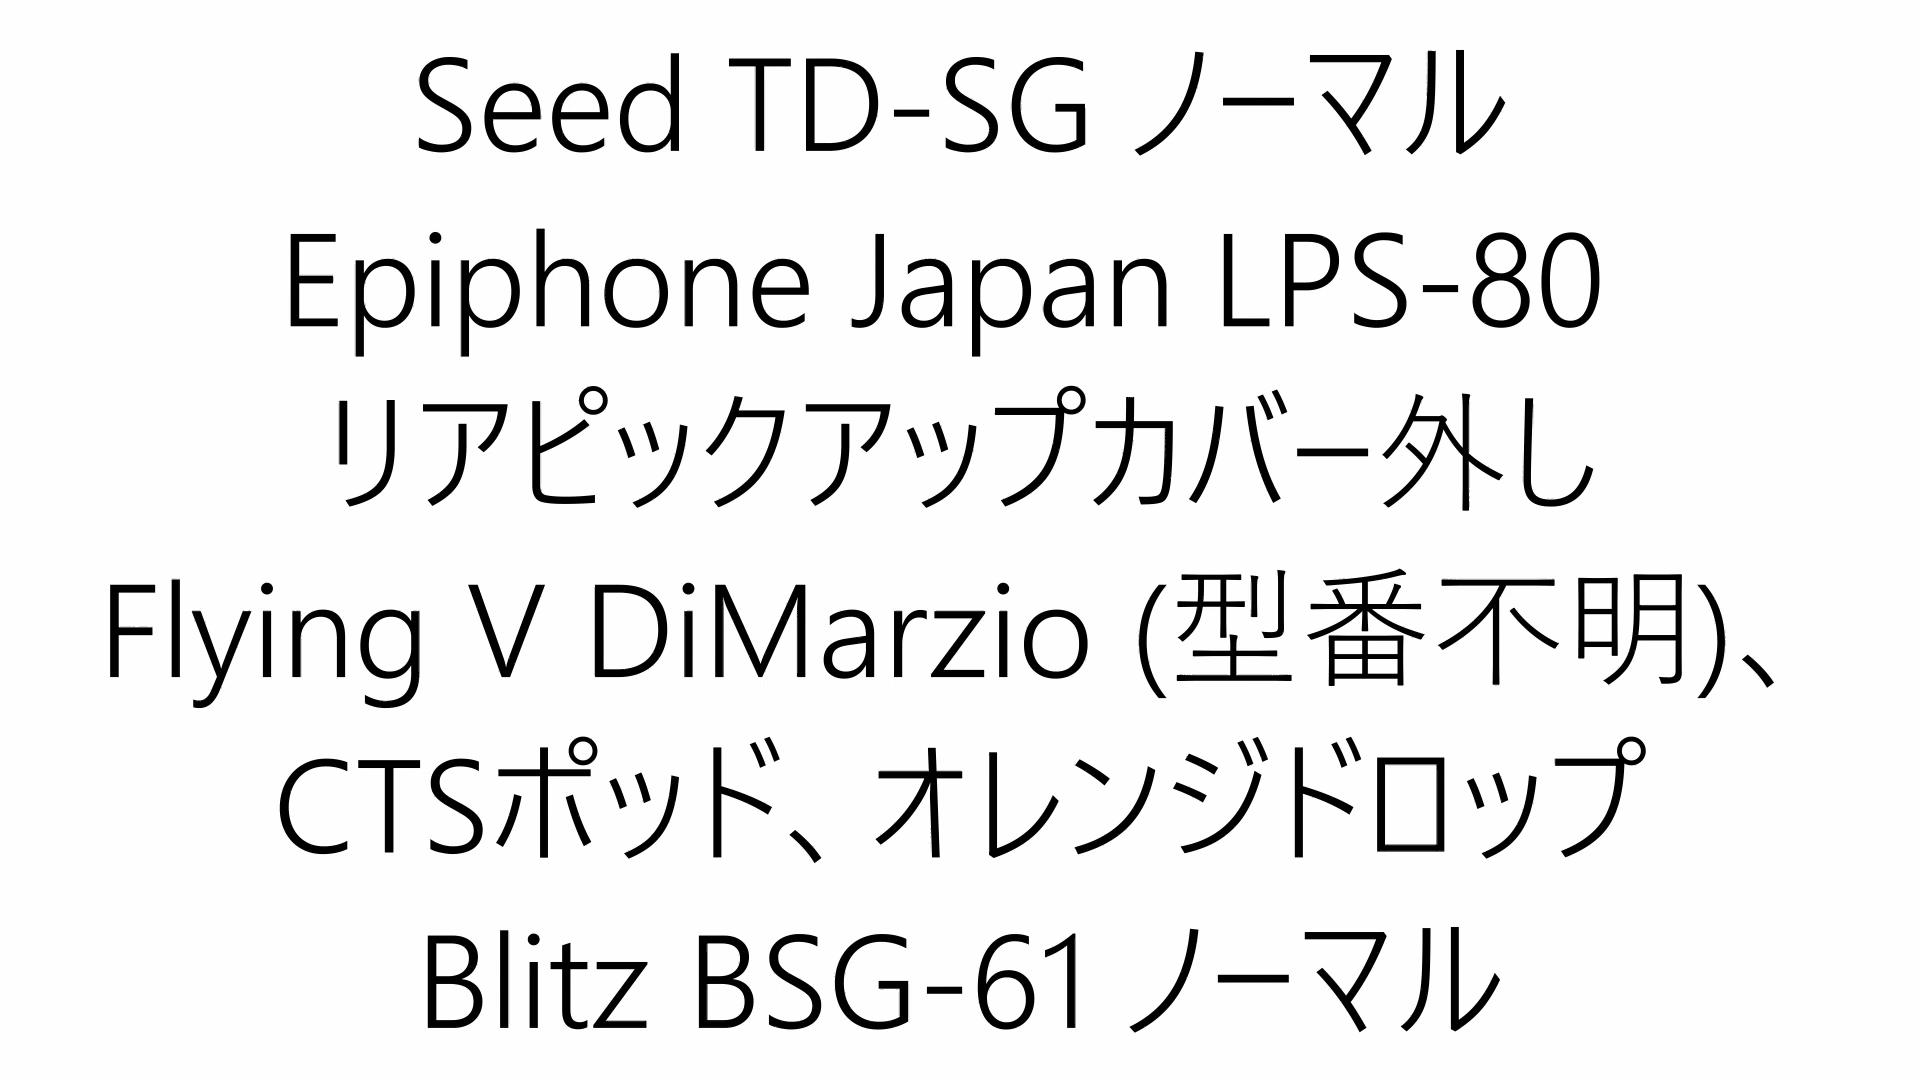 Seed TD-SG ノーマル
Epiphone Japan LPS-80
リアピックアップカバー外し
Flying V DiMarzio (型番不明)、
CTSポッド、オレンジドロップ
Blitz BSG-61 ノーマル